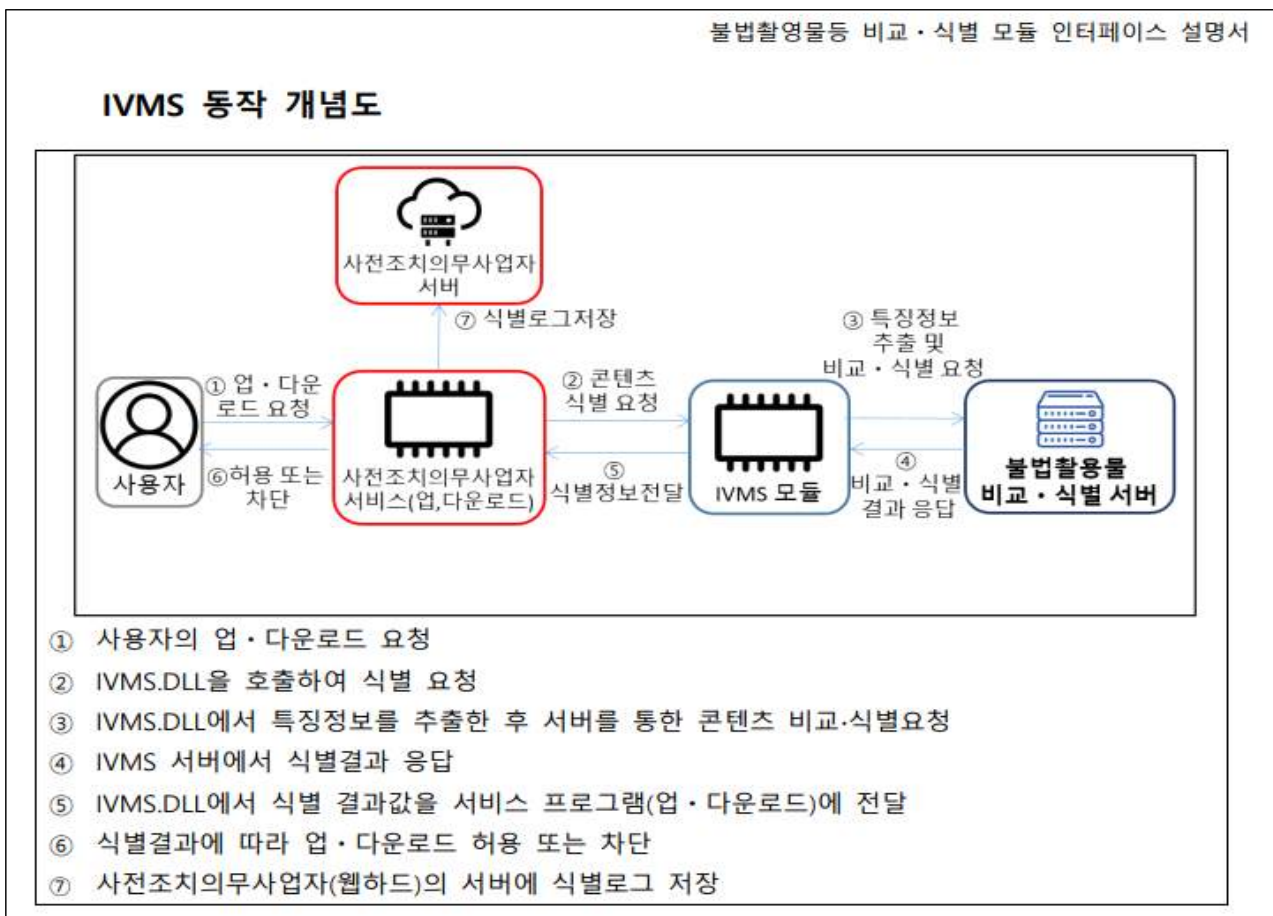 불법촬영물등 비교・식별 모듈 인터페이스 설명서
IVMS 동작 개념도
사전조치의무사업자
서버
⑦ 식별로그저장
③ 특징정보
추출 및
비교・식별 요청
① 업・다운
로드 요청
② 콘텐츠
식별 요청
사용자
⑥허용 또는
차단
사전조치의무사업자
서비스(업,다운로드)
⑤
식별정보전달
IVMS 모듈
④
비교・식별
결과 응답
불법촬용물
비교・식별 서버
① 사용자의 업・다운로드 요청
② IVMS.DLL을 호출하여 식별 요청
③ IVMS.DLL에서 특징정보를 추출한 후 서버를 통한 콘텐츠 비교·식별요청
④ IVMS 서버에서 식별결과 응답
⑤ IVMS.DLL에서 식별 결과값을 서비스 프로그램(업・다운로드)에 전달
⑥ 식별결과에 따라 업・다운로드 허용 또는 차단
⑦ 사전조치의무사업자(웹하드)의 서버에 식별로그 저장